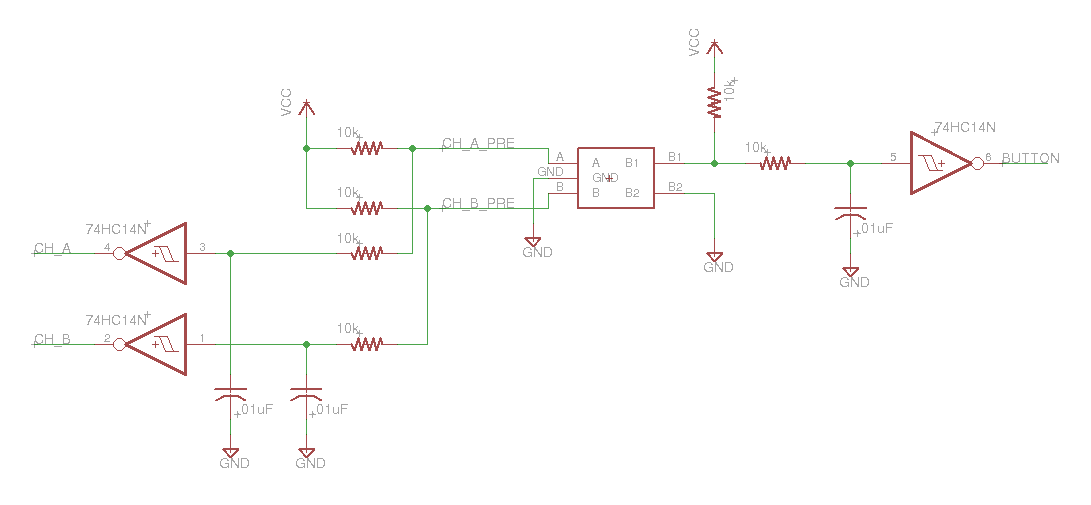 VCC
10k
74HC14N
VCC
10k
CH_A_PRE
10k
5
6
BUTTON
A
A
B1
B1
GND
GND
B
B
B2
B2
10k
CH_B_PRE
01uF
74HC14N
10k
CH_A
4
3
GND
GND
GND
74HC14N
10k
CH_B
2
1
01uF
01uF
GND
GND